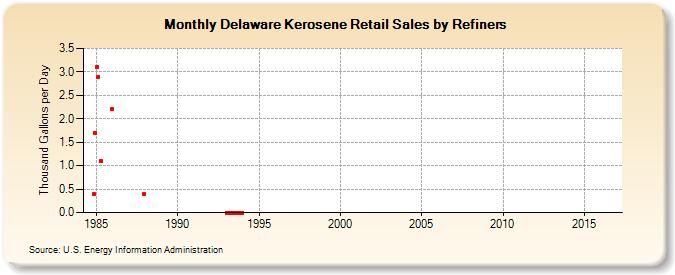 Monthly Delaware Kerosene Retail Sales by Refiners
Thousand Gallons per Day
3.5
3.0
2.5
2.0
1.5
1.0
0.5
0.0
1985 1990 1995 2000 2005 2010 2015
Source: U.S. Energy Information Administration